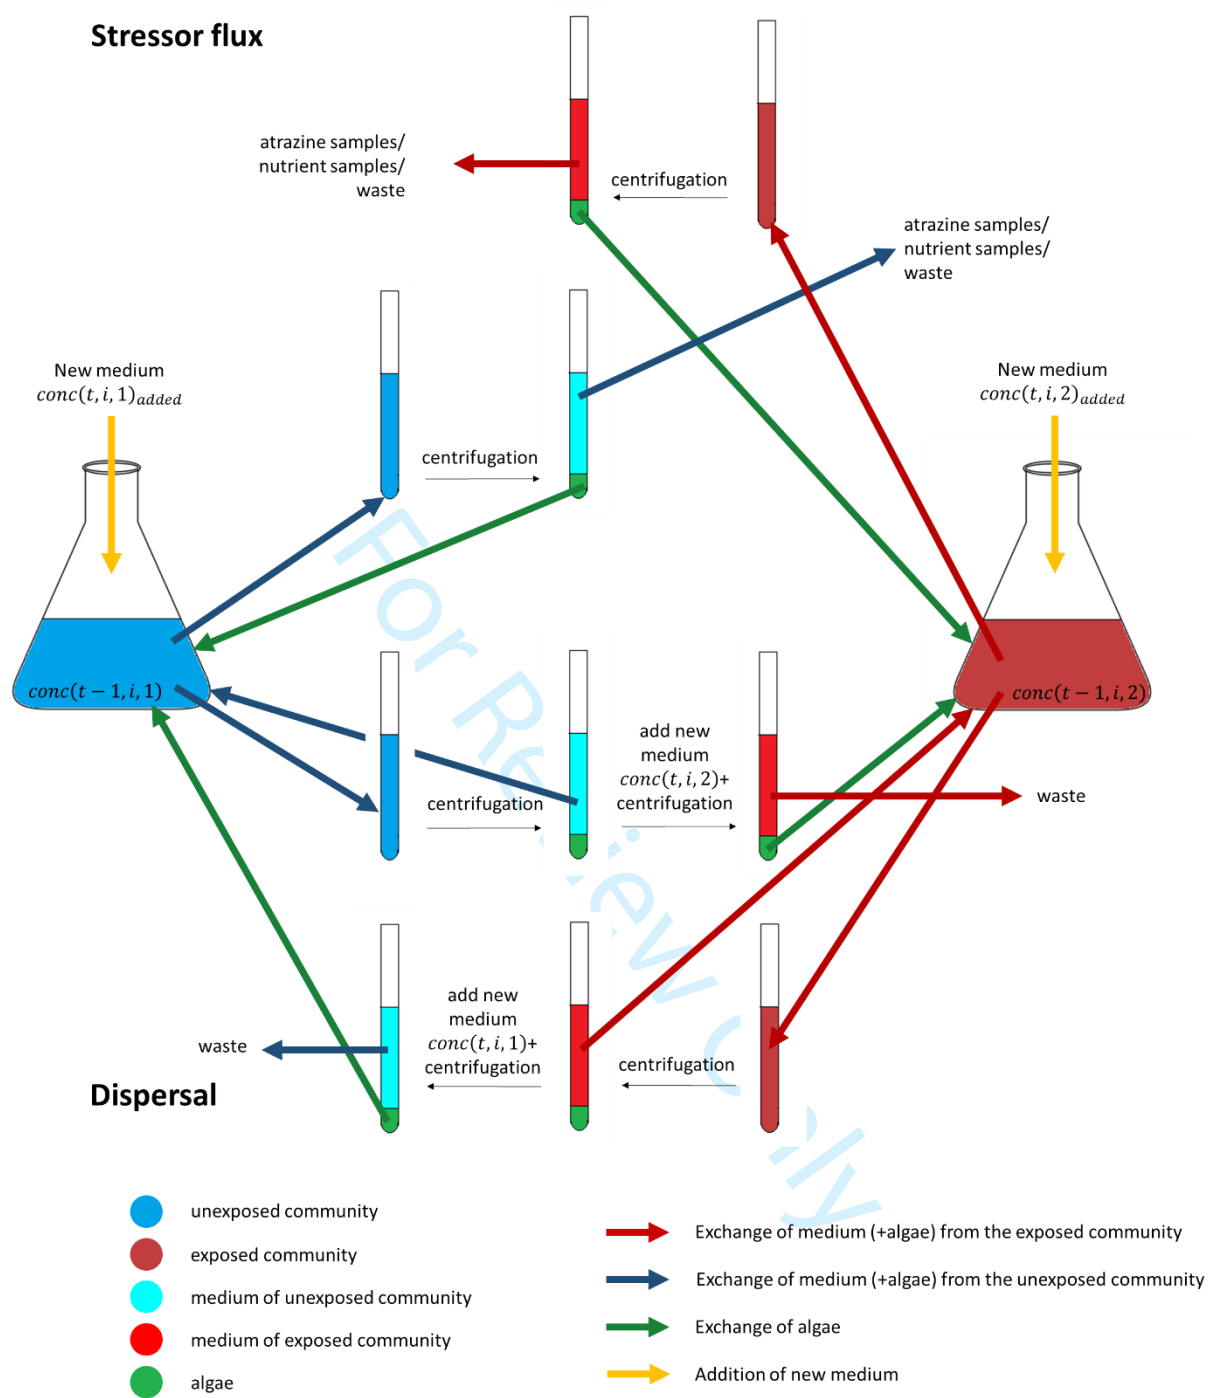 Stressor flux
atrazine samples/
nutrient samples/
waste
centrifugation
atrazine samples/
nutrient samples/
waste
New medium
conc(t, i, 1)added
New medium
conc(t, i, 2)added
centrifugation
conc(t − 1, i, 1)
conc(t − 1, i, 2)
add new
medium
conc(t, i, 2)+
centrifugation
centrifugation
waste
add new
medium
conc(t, i, 1)+
centrifugation
waste
centrifugation
Dispersal
For Review Only
unexposed community
exposed community
medium of unexposed community
medium of exposed community
algae
Exchange of medium (+algae) from the exposed community
Exchange of medium (+algae) from the unexposed community
Exchange of algae
Addition of new medium